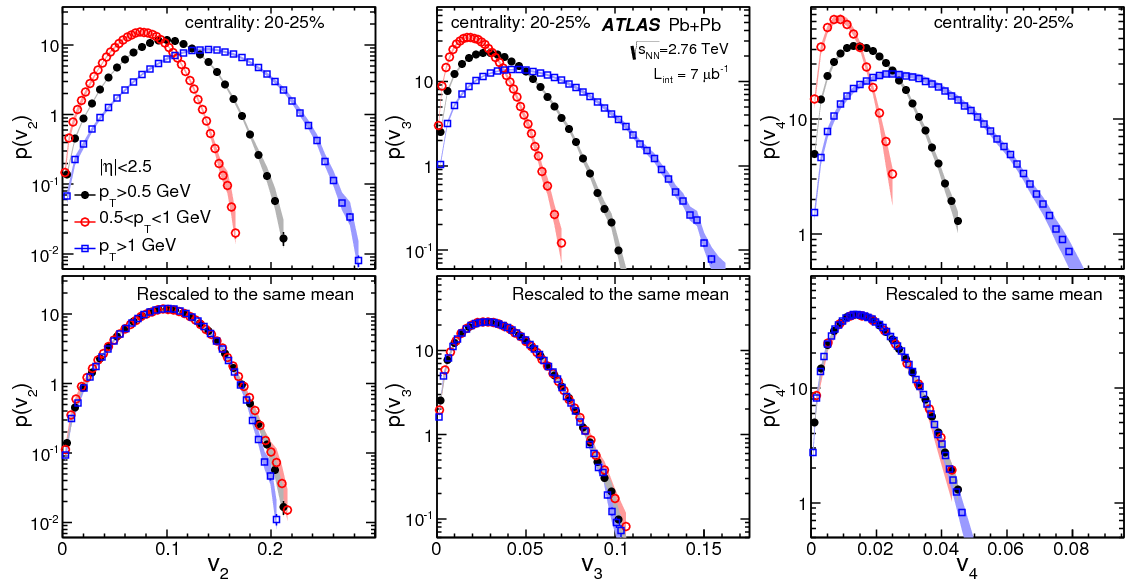 centrality: 20-25%
p(v₂)
10
1
10⁻¹
10⁻²
|η|<2.5
p_T>0.5 GeV
0.5<p_T<1 GeV
p_T>1 GeV
centrality: 20-25%
ATLAS Pb+Pb
√s_NN=2.76 TeV
L_int = 7 μb⁻¹
p(v₃)
10
1
10⁻¹
centrality: 20-25%
p(v₄)
10
1
Rescaled to the same mean
p(v₂)
10
1
10⁻¹
10⁻²
0 0.1 0.2
v₂
Rescaled to the same mean
p(v₃)
10
1
10⁻¹
0 0.05 0.1 0.15
v₃
Rescaled to the same mean
p(v₄)
10
1
0 0.02 0.04 0.06 0.08
v₄